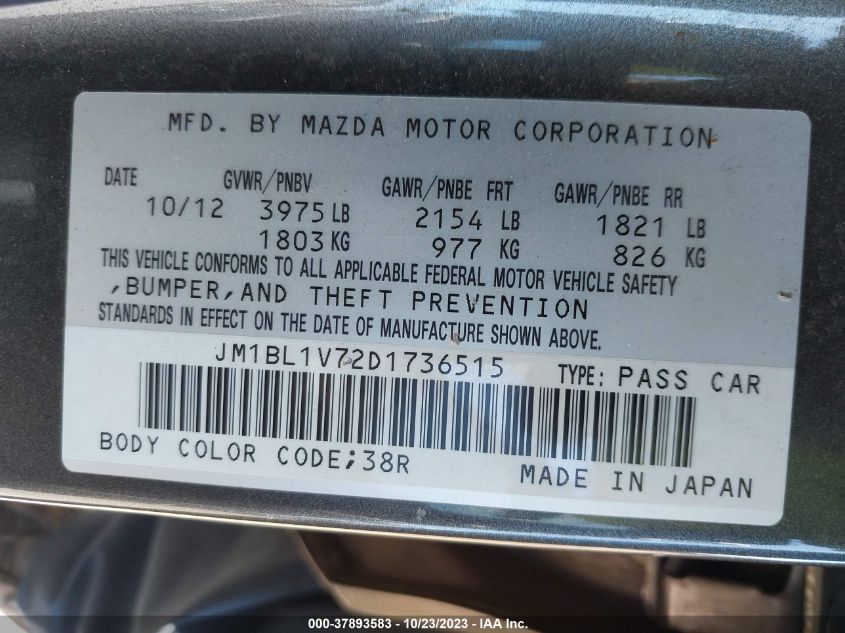 MFD. BY MAZDA MOTOR CORPORATION
DATE GVWR/PNBV GAWR/PNBE FRT GAWR/PNBE RR
10/12 3975 LB 2154 LB 1821 LB
1803 KG 977 KG 826 KG
THIS VEHICLE CONFORMS TO ALL APPLICABLE FEDERAL MOTOR VEHICLE SAFETY
,BUMPER,AND THEFT PREVENTION
STANDARDS IN EFFECT ON THE DATE OF MANUFACTURE SHOWN ABOVE.
JM1BL1V72D1736515 TYPE: PASS CAR
BODY COLOR CODE;38R
MADE IN JAPAN
000-37893583 - 10/23/2023 - IAA Inc.